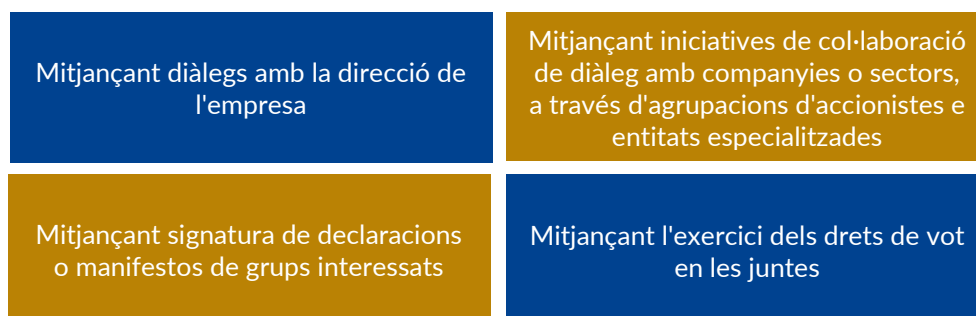 Mitjançant diàlegs amb la direcció de
l'empresa
Mitjançant iniciatives de col·laboració
de diàleg amb companyies o sectors,
a través d'agrupacions d'accionistes e
entitats especialitzades
Mitjançant signatura de declaracions
o manifestos de grups interessats
Mitjançant l'exercici dels drets de vot
en les juntes